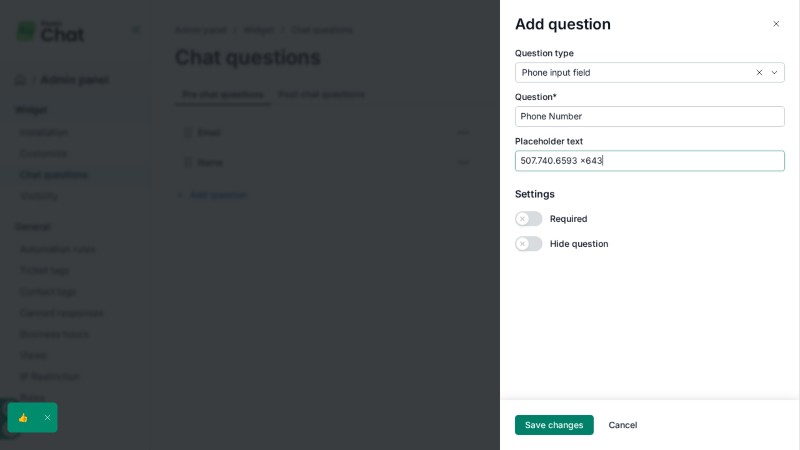 Chat
Admin panel / Widget / Chat questions
Chat questions
/ Admin panel
Pre chat questions Post chat questions
Widget
Installation
Customize
Chat questions
Visibility
Email
Name
+ Add question
General
Automation rules
Ticket tags
Contact tags
Canned responses
Business hours
Views
IP Restriction
Add question
Question type
Phone input field
Question*
Phone Number
Placeholder text
507.740.6593 x643
Settings
Required
Hide question
Save changes Cancel